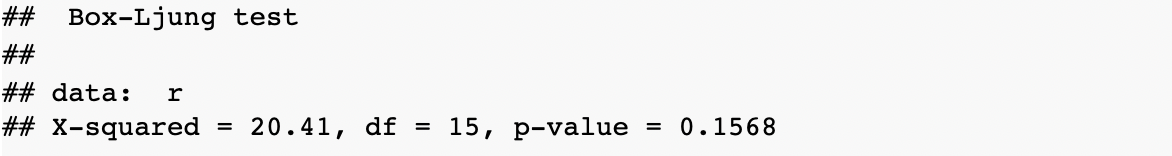 ##  Box-Ljung test
##
## data:  r
## X-squared = 20.41, df = 15, p-value = 0.1568